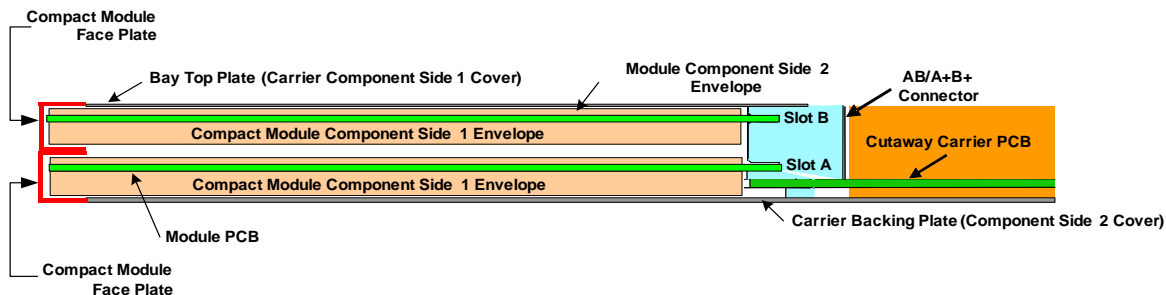 Compact Module
Face Plate
Bay Top Plate (Carrier Component Side 1 Cover)
Module Component Side 2
Envelope
AB/A+B+
Connector
Slot B
Compact Module Component Side 1 Envelope
Cutaway Carrier PCB
Slot A
Compact Module Component Side 1 Envelope
Carrier Backing Plate (Component Side 2 Cover)
Module PCB
Compact Module
Face Plate